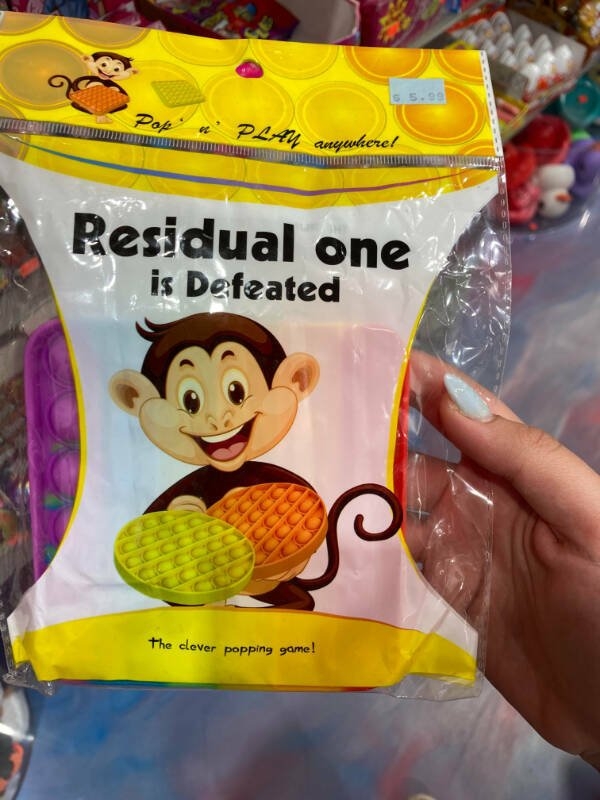 $ 5.99
Pop' n' PLAY anywhere!
Residual one
is Defeated
The clever popping game!